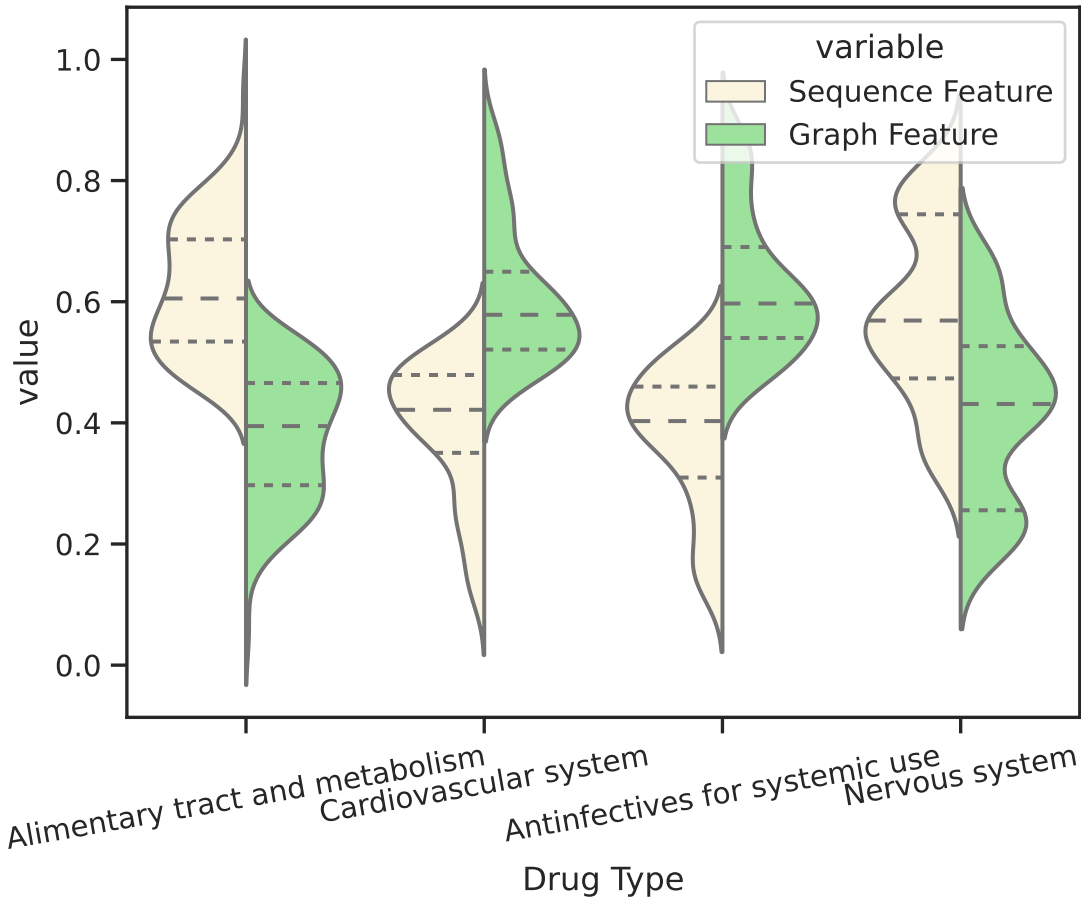 variable
Sequence Feature
Graph Feature
1.0
0.8
0.6
0.4
0.2
0.0
value
Alimentary tract and metabolism
Cardiovascular system
Antinfectives for systemic use
Nervous system
Drug Type